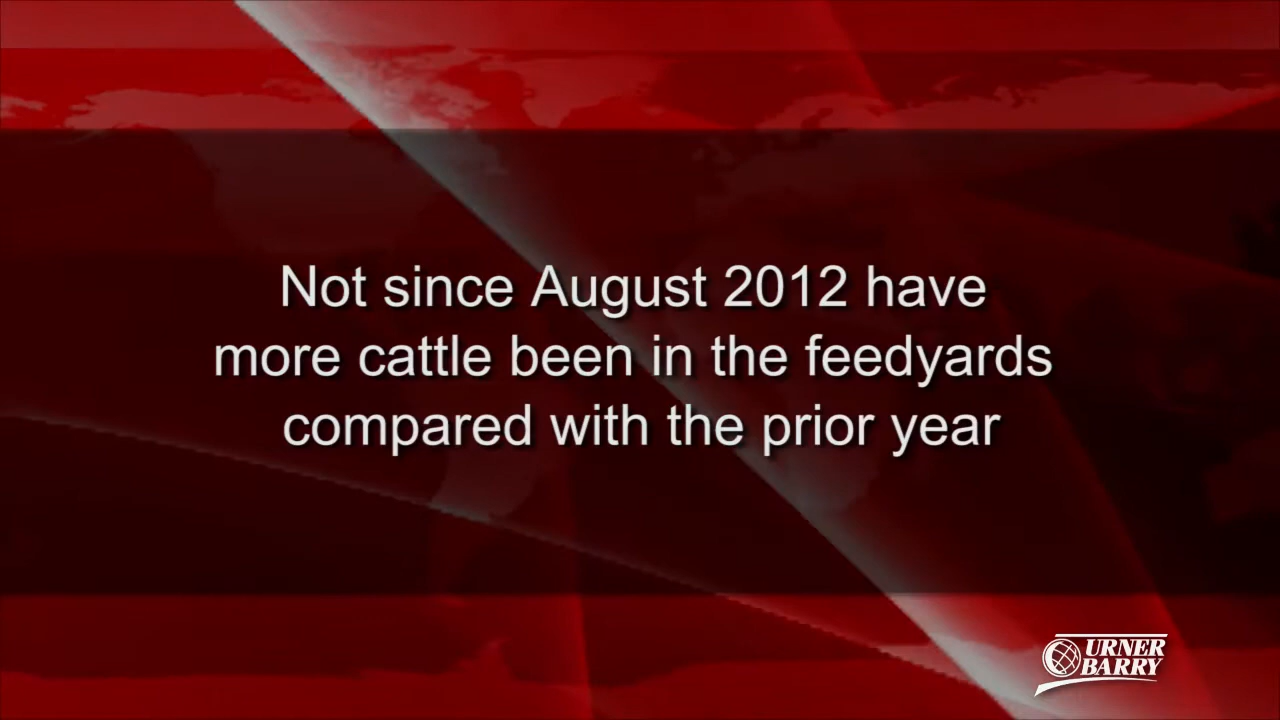 Not since August 2012 have
more cattle been in the feedyards
compared with the prior year
URNER
BARRY